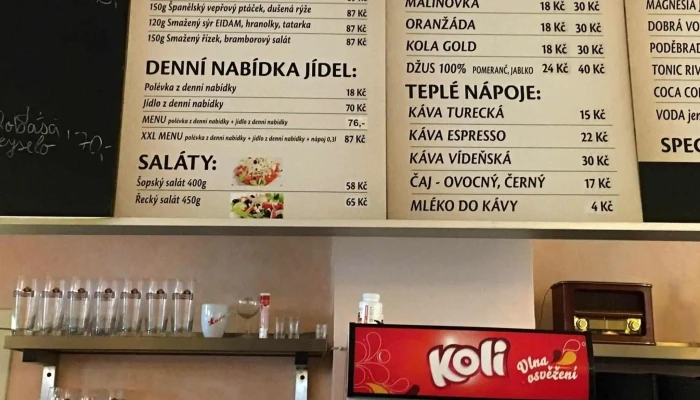 150g Španělský vepřový ptáček, dušená rýže 87 Kč
120g Smažený sýr EIDAM, hranolky, tatarka 87 Kč
150g Smažený řízek, bramborový salát 87 Kč
DENNÍ NABÍDKA JÍDEL:
Polévka z denní nabídky 18 Kč
Jídlo z denní nabídky 70 Kč
MENU polévka z denní nabídky + jídlo z denní nabídky 76,-
XXL MENU polévka z denní nabídky + jídlo z denní nabídky + nápoj 0,3l 87 Kč
SALÁTY:
Šopský salát 400g 58 Kč
Řecký salát 450g 65 Kč
MALINOVKA 18 Kč 30 Kč
ORANŽÁDA 18 Kč 30 Kč
KOLA GOLD 18 Kč 30 Kč
DŽUS 100% POMERANČ, JABLKO 24 Kč 40 Kč
TEPLÉ NÁPOJE:
KÁVA TURECKÁ 15 Kč
KÁVA ESPRESSO 22 Kč
KÁVA VÍDEŇSKÁ 30 Kč
ČAJ - OVOCNÝ, ČERNÝ 17 Kč
MLÉKO DO KÁVY 4 Kč
MAGNESIA
DOBRÁ VO
PODĚBRAD
TONIC RIV
COCA CO
VODA jer
SPEC
70,-
Koli
Vlna
osvěžení